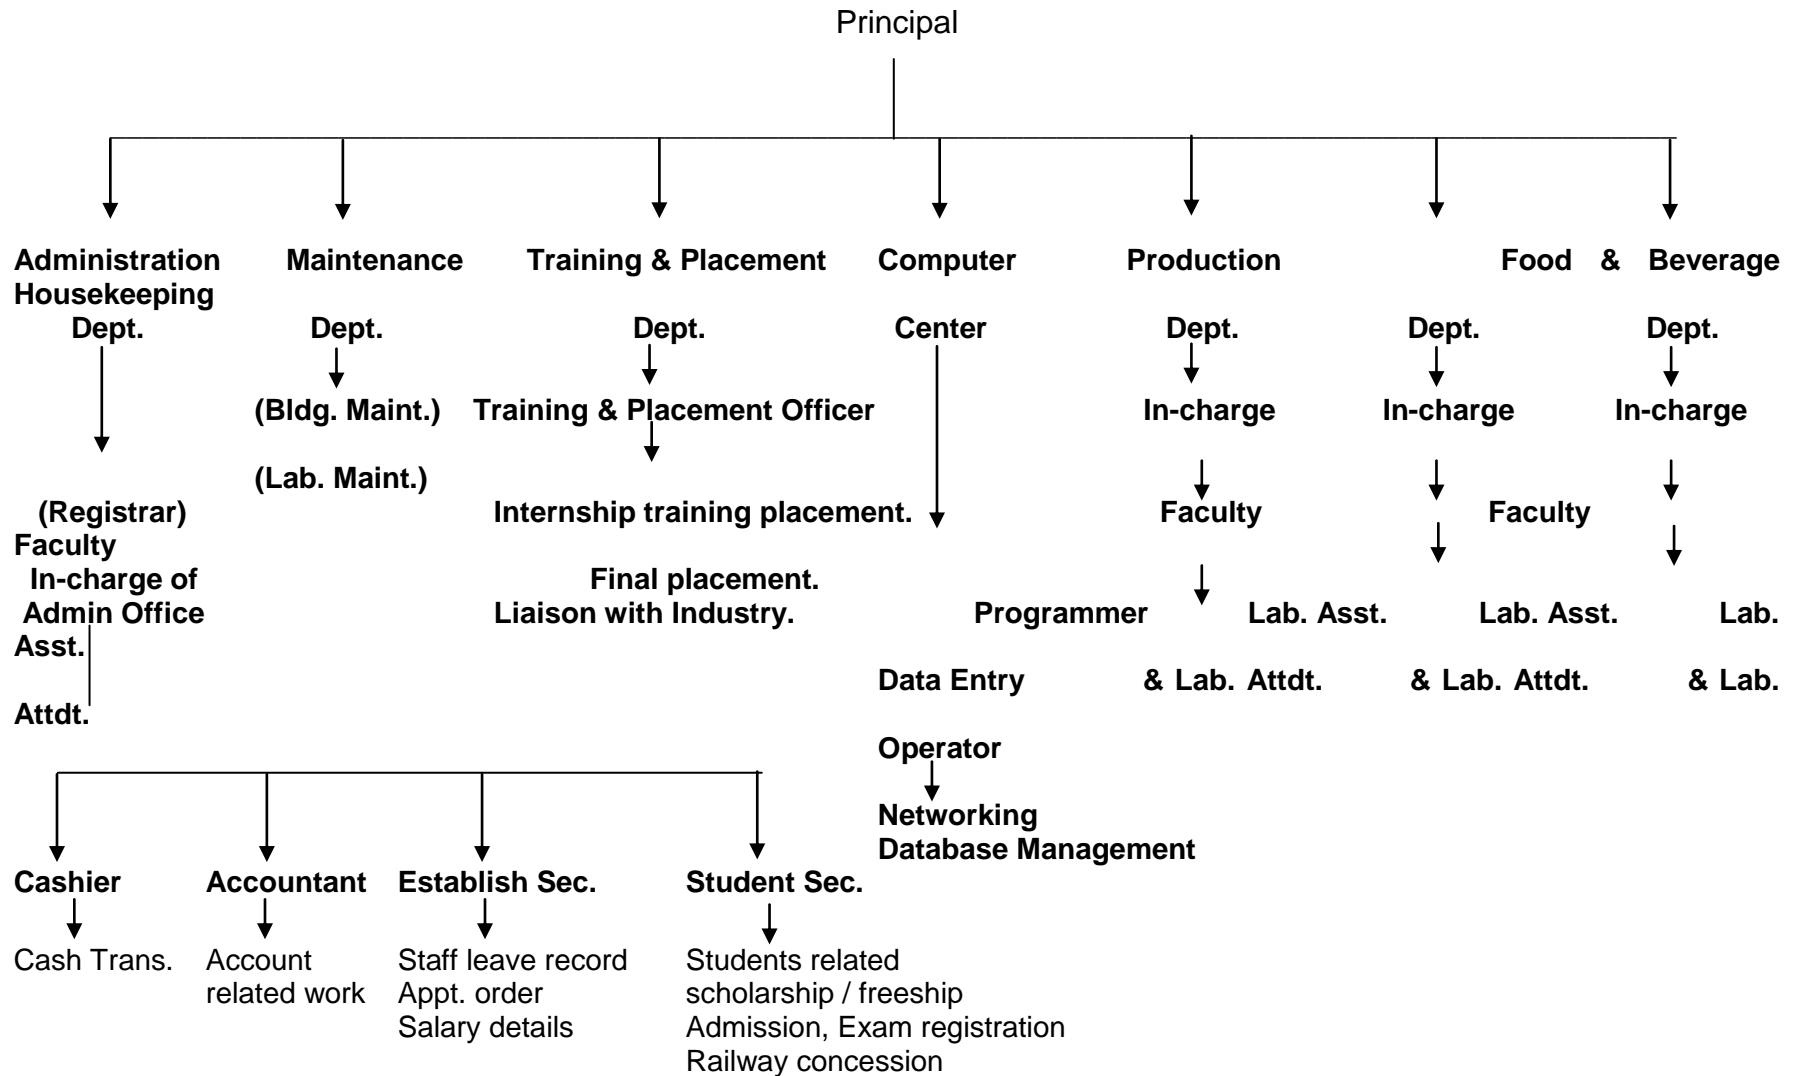 Principal
Administration Maintenance Training & Placement Computer Production Food & Beverage
Housekeeping
Dept. Dept. Dept. Center Dept. Dept. Dept.
(Bldg. Maint.) Training & Placement Officer In-charge In-charge In-charge
(Lab. Maint.)
(Registrar) Internship training placement. Faculty Faculty
Faculty
In-charge of Final placement.
Admin Office Liaison with Industry. Programmer Lab. Asst. Lab. Asst. Lab.
Asst.
Data Entry & Lab. Attdt. & Lab. Attdt. & Lab.
Attdt.
Operator
Networking
Database Management
Cashier Accountant Establish Sec. Student Sec.
Cash Trans. Account Staff leave record Students related
related work Appt. order scholarship / freeship
Salary details Admission, Exam registration
Railway concession